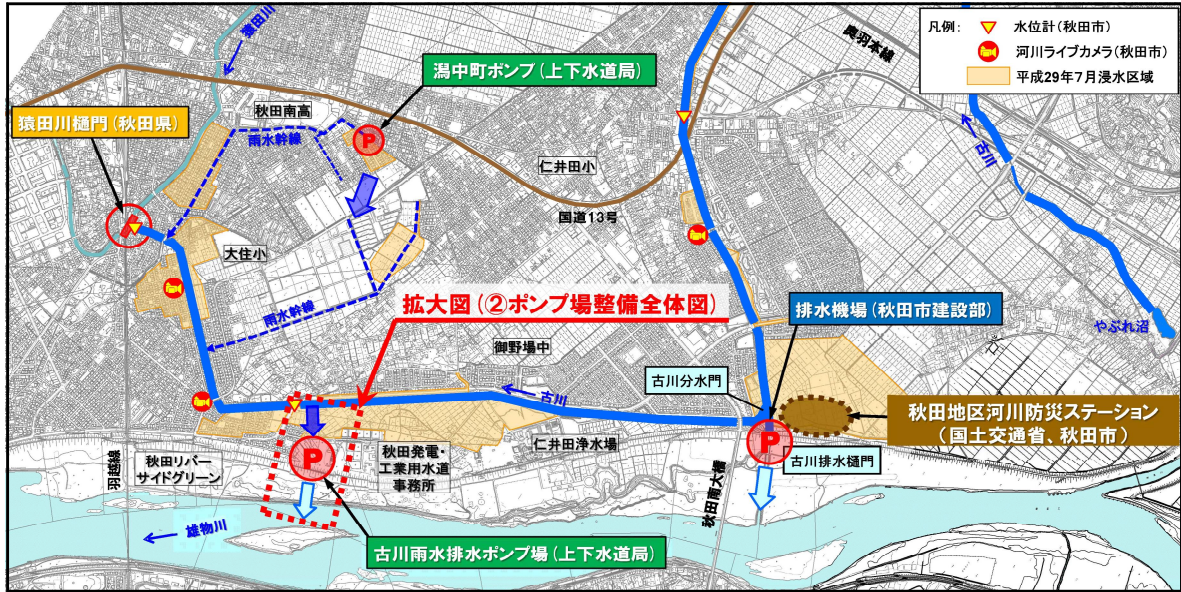 凡例:
水位計(秋田市)
河川ライブカメラ(秋田市)
平成29年7月浸水区域
奥羽本線
猿田川
潟中町ポンプ(上下水道局)
秋田南高
猿田川樋門(秋田県)
雨水幹線
P
仁井田小
国道13号
古川
大住小
拡大図(②ポンプ場整備全体図)
排水機場(秋田市建設部)
雨水幹線
やぶれ沼
御野場中
古川分水門
古川
秋田地区河川防災ステーション
(国土交通省、秋田市)
仁井田浄水場
P
P
秋田発電・
工業用水道
事務所
古川排水樋門
羽越線
秋田リバー
サイドグリーン
秋田南大橋
雄物川
古川雨水排水ポンプ場(上下水道局)